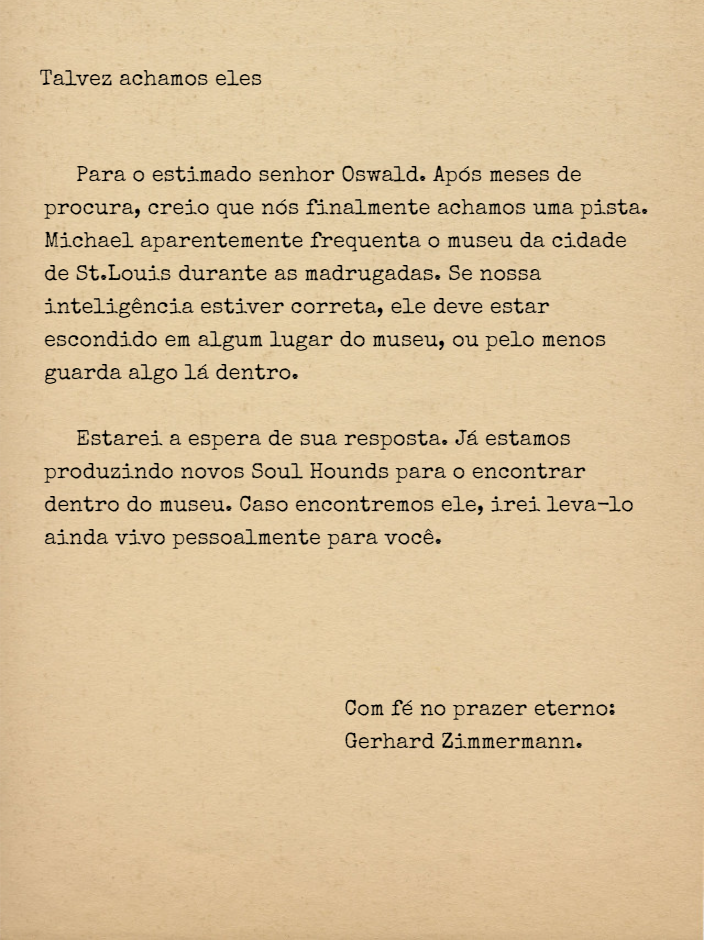 Talvez achamos eles
Para o estimado senhor Oswald. Após meses de
procura, creio que nós finalmente achamos uma pista.
Michael aparentemente frequenta o museu da cidade
de St.Louis durante as madrugadas. Se nossa
inteligência estiver correta, ele deve estar
escondido em algum lugar do museu, ou pelo menos
guarda algo lá dentro.
Estarei a espera de sua resposta. Já estamos
produzindo novos Soul Hounds para o encontrar
dentro do museu. Caso encontremos ele, irei leva-lo
ainda vivo pessoalmente para você.
Com fé no prazer eterno:
Gerhard Zimmermann.